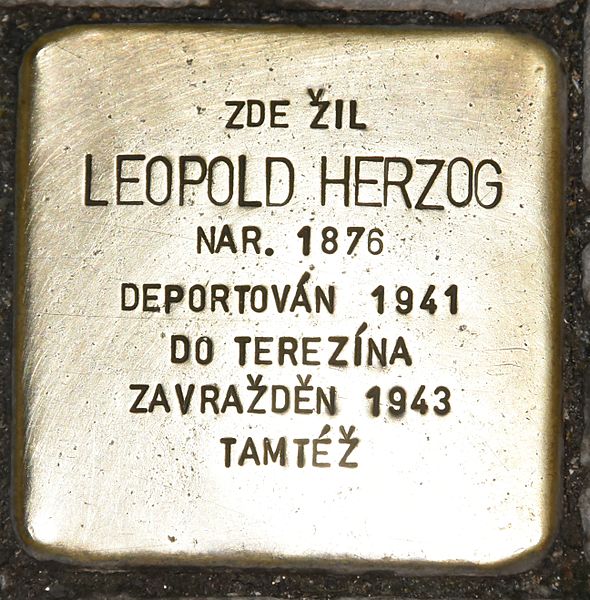 ZDE ŽIL
LEOPOLD HERZOG
NAR. 1876
DEPORTOVÁN 1941
DO TEREZÍNA
ZAVRAŽDĚN 1943
TAMTÉŽ